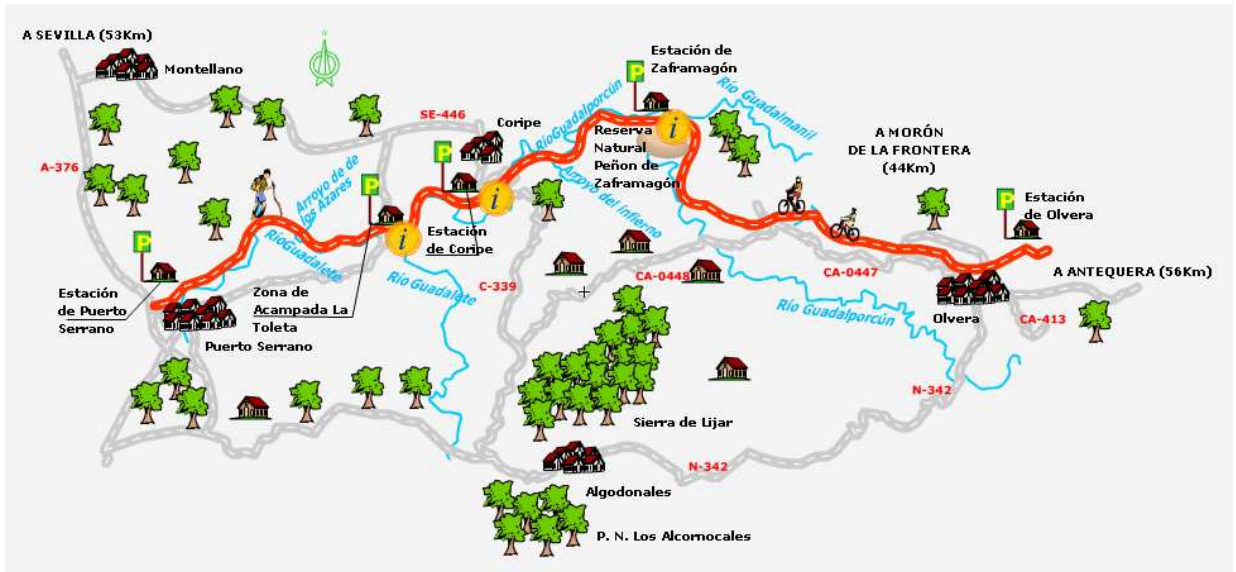 A SEVILLA (53Km)
Montellano
Estación de
Zaframagón
Río Guadalporcún
Río Guadalmanil
SE-446
Coripe
Reserva
Natural
Peñon de
Zaframagón
A MORÓN
DE LA FRONTERA
(44Km)
A-376
Arroyo de
los Azares
Arroyo del infierno
Estación
de Olvera
RíoGuadalete
Estación
de Coripe
Río Guadalete
C-339
CA-0448
CA-0447
A ANTEQUERA (56Km)
Estación
de Puerto
Serrano
Zona de
Acampada La
Toleta
Puerto Serrano
Río Guadalporcún
Olvera
CA-413
N-342
Sierra de Lijar
N-342
Algodonales
P. N. Los Alcornocales
P
P
P
P
P
i
i
i